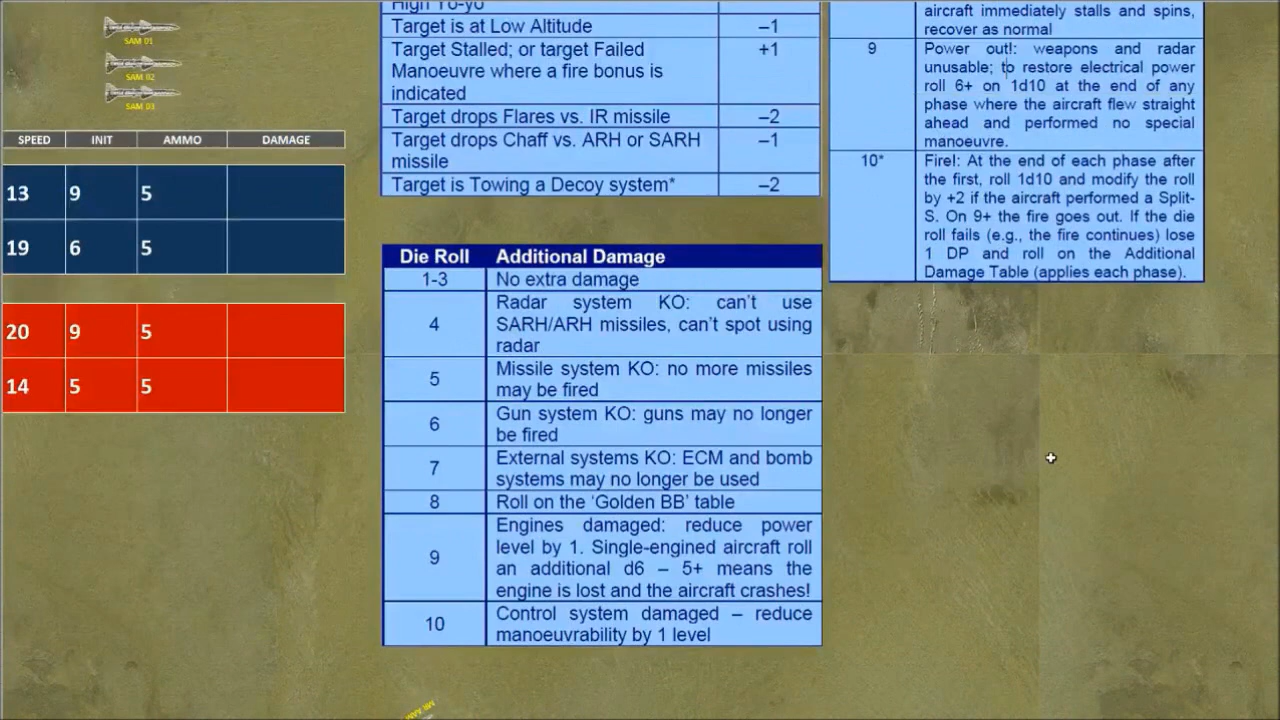 SAM 01
SAM 02
SAM 03
SPEED INIT AMMO DAMAGE
13 9 5
19 6 5
20 9 5
14 5 5
High Yo-yo
Target is at Low Altitude –1
Target Stalled; or target Failed +1
Manoeuvre where a fire bonus is
indicated
Target drops Flares vs. IR missile –2
Target drops Chaff vs. ARH or SARH –1
missile
Target is Towing a Decoy system* –2
Die Roll Additional Damage
1-3 No extra damage
Radar system KO: can't use
4 SARH/ARH missiles, can't spot using
radar
5 Missile system KO: no more missiles
may be fired
6 Gun system KO: guns may no longer
be fired
7 External systems KO: ECM and bomb
systems may no longer be used
8 Roll on the 'Golden BB' table
Engines damaged: reduce power
9 level by 1. Single-engined aircraft roll
an additional d6 – 5+ means the
engine is lost and the aircraft crashes!
10 Control system damaged – reduce
manoeuvrability by 1 level
aircraft immediately stalls and spins,
recover as normal
9 Power out!: weapons and radar
unusable; to restore electrical power
roll 6+ on 1d10 at the end of any
phase where the aircraft flew straight
ahead and performed no special
manoeuvre.
10* Fire!: At the end of each phase after
the first, roll 1d10 and modify the roll
by +2 if the aircraft performed a Split-
S. On 9+ the fire goes out. If the die
roll fails (e.g., the fire continues) lose
1 DP and roll on the Additional
Damage Table (applies each phase).